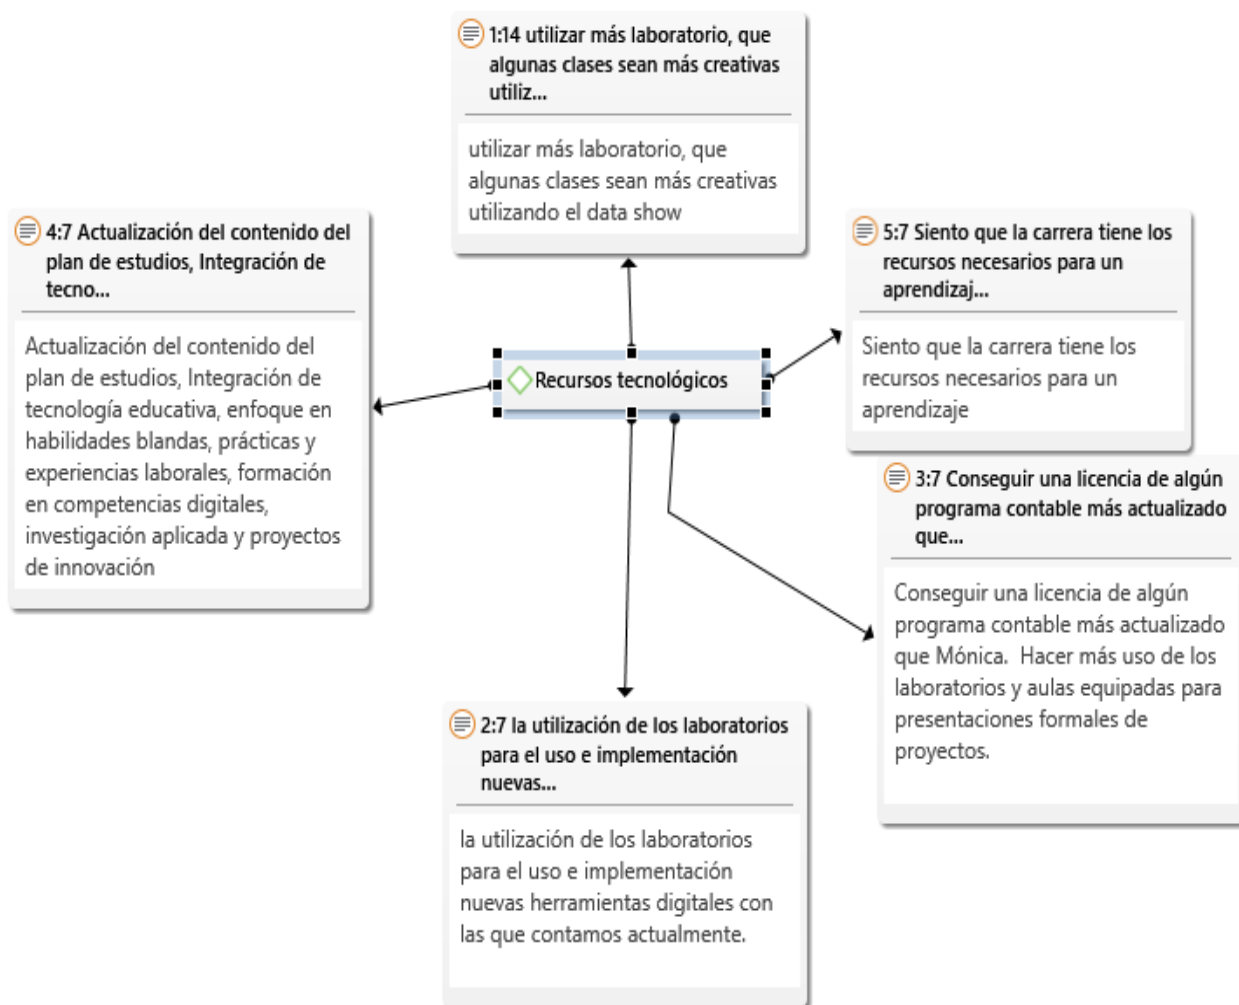 1:14 utilizar más laboratorio, que
algunas clases sean más creativas
utiliz...
utilizar más laboratorio, que
algunas clases sean más creativas
utilizando el data show
4:7 Actualización del contenido del
plan de estudios, Integración de
tecno...
Actualización del contenido del
plan de estudios, Integración de
tecnología educativa, enfoque en
habilidades blandas, prácticas y
experiencias laborales, formación
en competencias digitales,
investigación aplicada y proyectos
de innovación
5:7 Siento que la carrera tiene los
recursos necesarios para un
aprendizaj...
Siento que la carrera tiene los
recursos necesarios para un
aprendizaje
Recursos tecnológicos
3:7 Conseguir una licencia de algún
programa contable más actualizado
que...
Conseguir una licencia de algún
programa contable más actualizado
que Mónica.  Hacer más uso de los
laboratorios y aulas equipadas para
presentaciones formales de
proyectos.
2:7 la utilización de los laboratorios
para el uso e implementación
nuevas...
la utilización de los laboratorios
para el uso e implementación
nuevas herramientas digitales con
las que contamos actualmente.